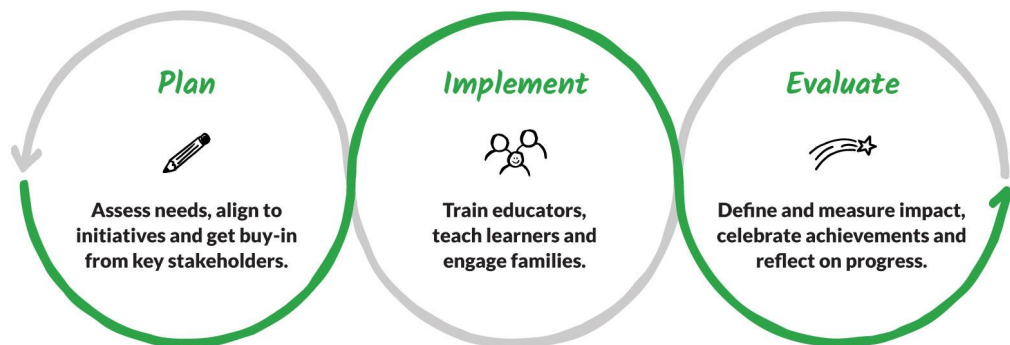 Plan
Assess needs, align to
initiatives and get buy-in
from key stakeholders.
Implement
Train educators,
teach learners and
engage families.
Evaluate
Define and measure impact,
celebrate achievements and
reflect on progress.